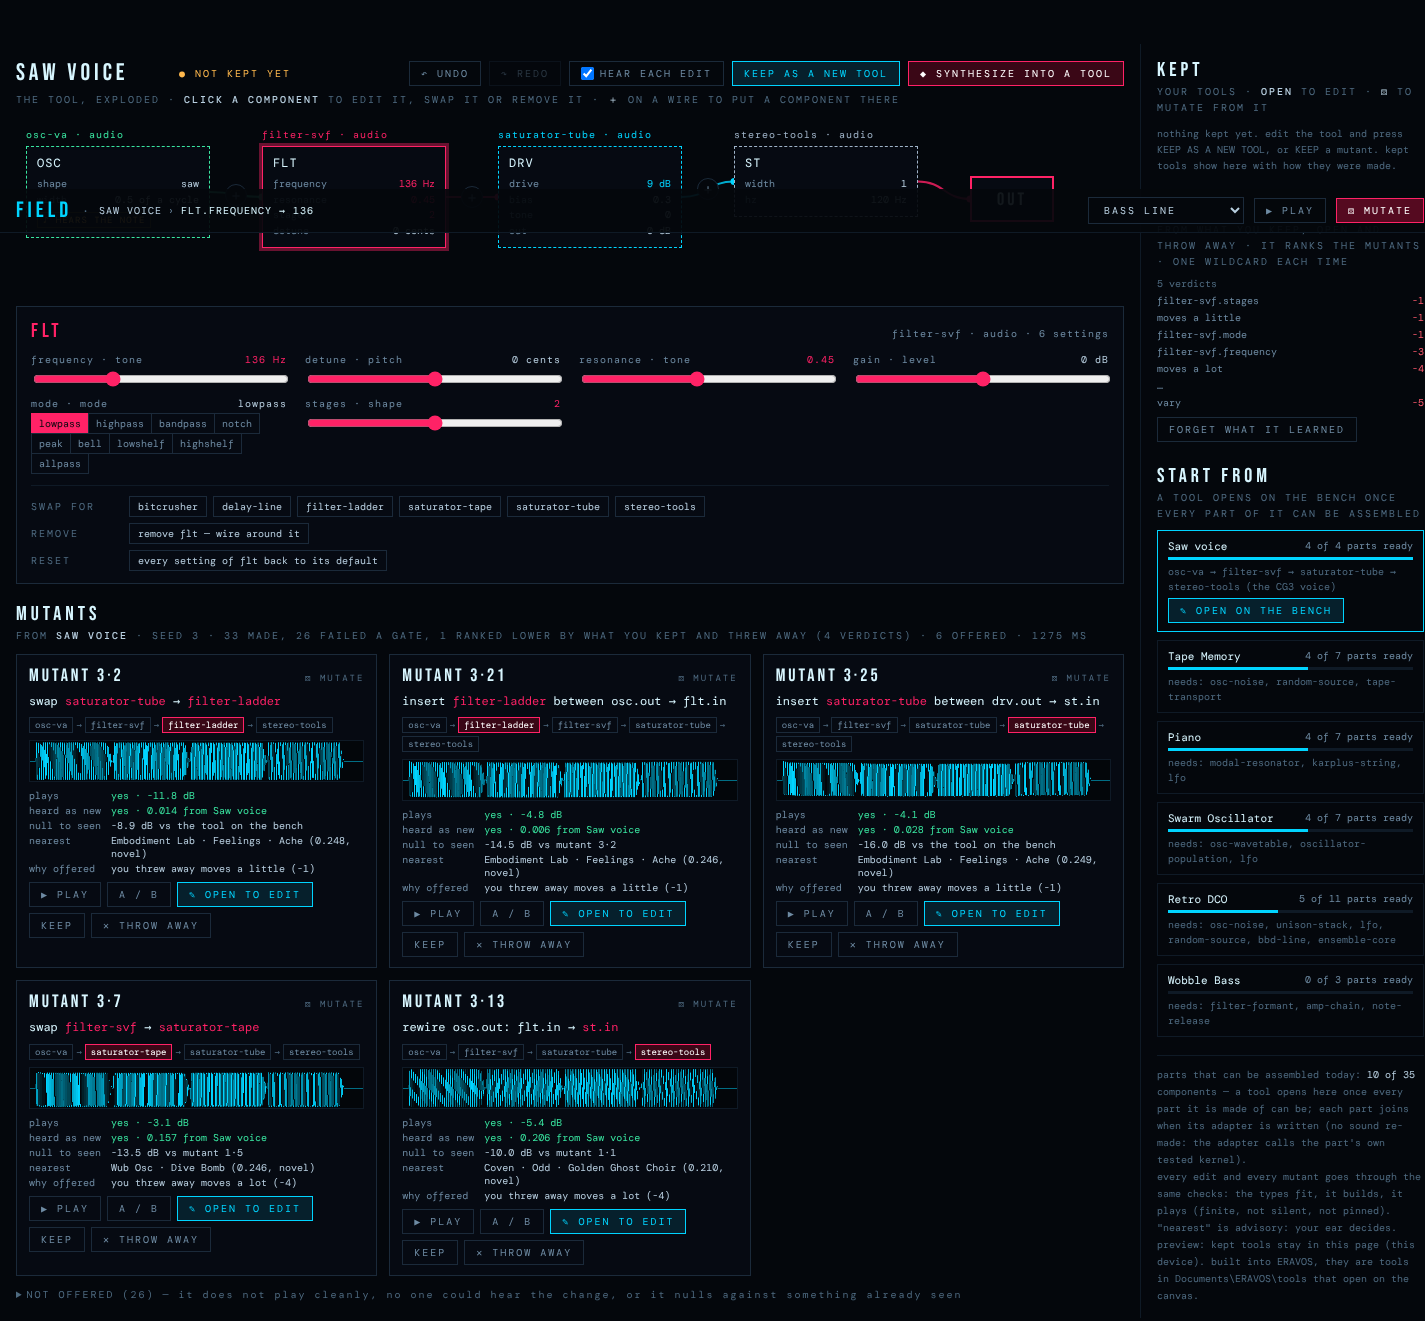 SAW VOICE
● NOT KEPT YET
↶ UNDO
↷ REDO
HEAR EACH EDIT
KEEP AS A NEW TOOL
◆ SYNTHESIZE INTO A TOOL
THE TOOL, EXPLODED · CLICK A COMPONENT TO EDIT IT, SWAP IT OR REMOVE IT · + ON A WIRE TO PUT A COMPONENT THERE
osc-va · audio
filter-svf · audio
saturator-tube · audio
stereo-tools · audio
OSC
FLT
DRV
ST
shape saw
frequency 136 Hz
drive 9 dB
width 1
120 Hz
OUT
FIELD · SAW VOICE › FLT.FREQUENCY → 136
BASS LINE
▶ PLAY
⚄ MUTATE
FLT
filter-svf · audio · 6 settings
frequency · tone 136 Hz
detune · pitch 0 cents
resonance · tone 0.45
gain · level 0 dB
mode · mode lowpass
stages · shape 2
lowpass highpass bandpass notch
peak bell lowshelf highshelf
allpass
SWAP FOR bitcrusher delay-line filter-ladder saturator-tape saturator-tube stereo-tools
REMOVE remove flt — wire around it
RESET every setting of flt back to its default
MUTANTS
FROM SAW VOICE · SEED 3 · 33 MADE, 26 FAILED A GATE, 1 RANKED LOWER BY WHAT YOU KEPT AND THREW AWAY (4 VERDICTS) · 6 OFFERED · 1275 MS
MUTANT 3·2
⚄ MUTATE
swap saturator-tube → filter-ladder
osc-va → filter-svf → filter-ladder → stereo-tools
plays yes · -11.8 dB
heard as new yes · 0.014 from Saw voice
null to seen -8.9 dB vs the tool on the bench
nearest Embodiment Lab · Feelings · Ache (0.248,
novel)
why offered you threw away moves a little (-1)
▶ PLAY
A / B
✎ OPEN TO EDIT
KEEP
✕ THROW AWAY
MUTANT 3·21
⚄ MUTATE
insert filter-ladder between osc.out → flt.in
osc-va → filter-ladder → filter-svf → saturator-tube →
stereo-tools
plays yes · -4.8 dB
heard as new yes · 0.006 from Saw voice
null to seen -14.5 dB vs mutant 3·2
nearest Embodiment Lab · Feelings · Ache (0.246,
novel)
why offered you threw away moves a little (-1)
▶ PLAY
A / B
✎ OPEN TO EDIT
KEEP
✕ THROW AWAY
MUTANT 3·25
⚄ MUTATE
insert saturator-tube between drv.out → st.in
osc-va → filter-svf → saturator-tube → saturator-tube →
stereo-tools
plays yes · -4.1 dB
heard as new yes · 0.028 from Saw voice
null to seen -16.0 dB vs the tool on the bench
nearest Embodiment Lab · Feelings · Ache (0.249,
novel)
why offered you threw away moves a little (-1)
▶ PLAY
A / B
✎ OPEN TO EDIT
KEEP
✕ THROW AWAY
MUTANT 3·7
⚄ MUTATE
swap filter-svf → saturator-tape
osc-va → saturator-tape → saturator-tube → stereo-tools
plays yes · -3.1 dB
heard as new yes · 0.157 from Saw voice
null to seen -13.5 dB vs mutant 1·5
nearest Wub Osc · Dive Bomb (0.246, novel)
why offered you threw away moves a lot (-4)
▶ PLAY
A / B
✎ OPEN TO EDIT
KEEP
✕ THROW AWAY
MUTANT 3·13
⚄ MUTATE
rewire osc.out: flt.in → st.in
osc-va → filter-svf → saturator-tube → stereo-tools
plays yes · -5.4 dB
heard as new yes · 0.206 from Saw voice
null to seen -10.0 dB vs mutant 1·1
nearest Coven · Odd · Golden Ghost Choir (0.210,
novel)
why offered you threw away moves a lot (-4)
▶ PLAY
A / B
✎ OPEN TO EDIT
KEEP
✕ THROW AWAY
▶ NOT OFFERED (26) — it does not play cleanly, no one could hear the change, or it nulls against something already seen
KEPT
YOUR TOOLS · OPEN TO EDIT · ⚄ TO
MUTATE FROM IT
nothing kept yet. edit the tool and press
KEEP AS A NEW TOOL, or KEEP a mutant. kept
tools show here with how they were made.
THROW AWAY · IT RANKS THE MUTANTS
· ONE WILDCARD EACH TIME
5 verdicts
filter-svf.stages -1
moves a little -1
filter-svf.mode -1
filter-svf.frequency -3
moves a lot -4
—
vary -5
FORGET WHAT IT LEARNED
START FROM
A TOOL OPENS ON THE BENCH ONCE
EVERY PART OF IT CAN BE ASSEMBLED
Saw voice 4 of 4 parts ready
osc-va → filter-svf → saturator-tube →
stereo-tools (the CG3 voice)
✎ OPEN ON THE BENCH
Tape Memory 4 of 7 parts ready
needs: osc-noise, random-source, tape-
transport
Piano 4 of 7 parts ready
needs: modal-resonator, karplus-string,
lfo
Swarm Oscillator 4 of 7 parts ready
needs: osc-wavetable, oscillator-
population, lfo
Retro DCO 5 of 11 parts ready
needs: osc-noise, unison-stack, lfo,
random-source, bbd-line, ensemble-core
Wobble Bass 0 of 3 parts ready
needs: filter-formant, amp-chain, note-
release
parts that can be assembled today: 10 of 35
components — a tool opens here once every
part it is made of can be; each part joins
when its adapter is written (no sound re-
made: the adapter calls the part's own
tested kernel).
every edit and every mutant goes through the
same checks: the types fit, it builds, it
plays (finite, not silent, not pinned).
"nearest" is advisory: your ear decides.
preview: kept tools stay in this page (this
device). built into ERAVOS, they are tools
in Documents\ERAVOS\tools that open on the
canvas.